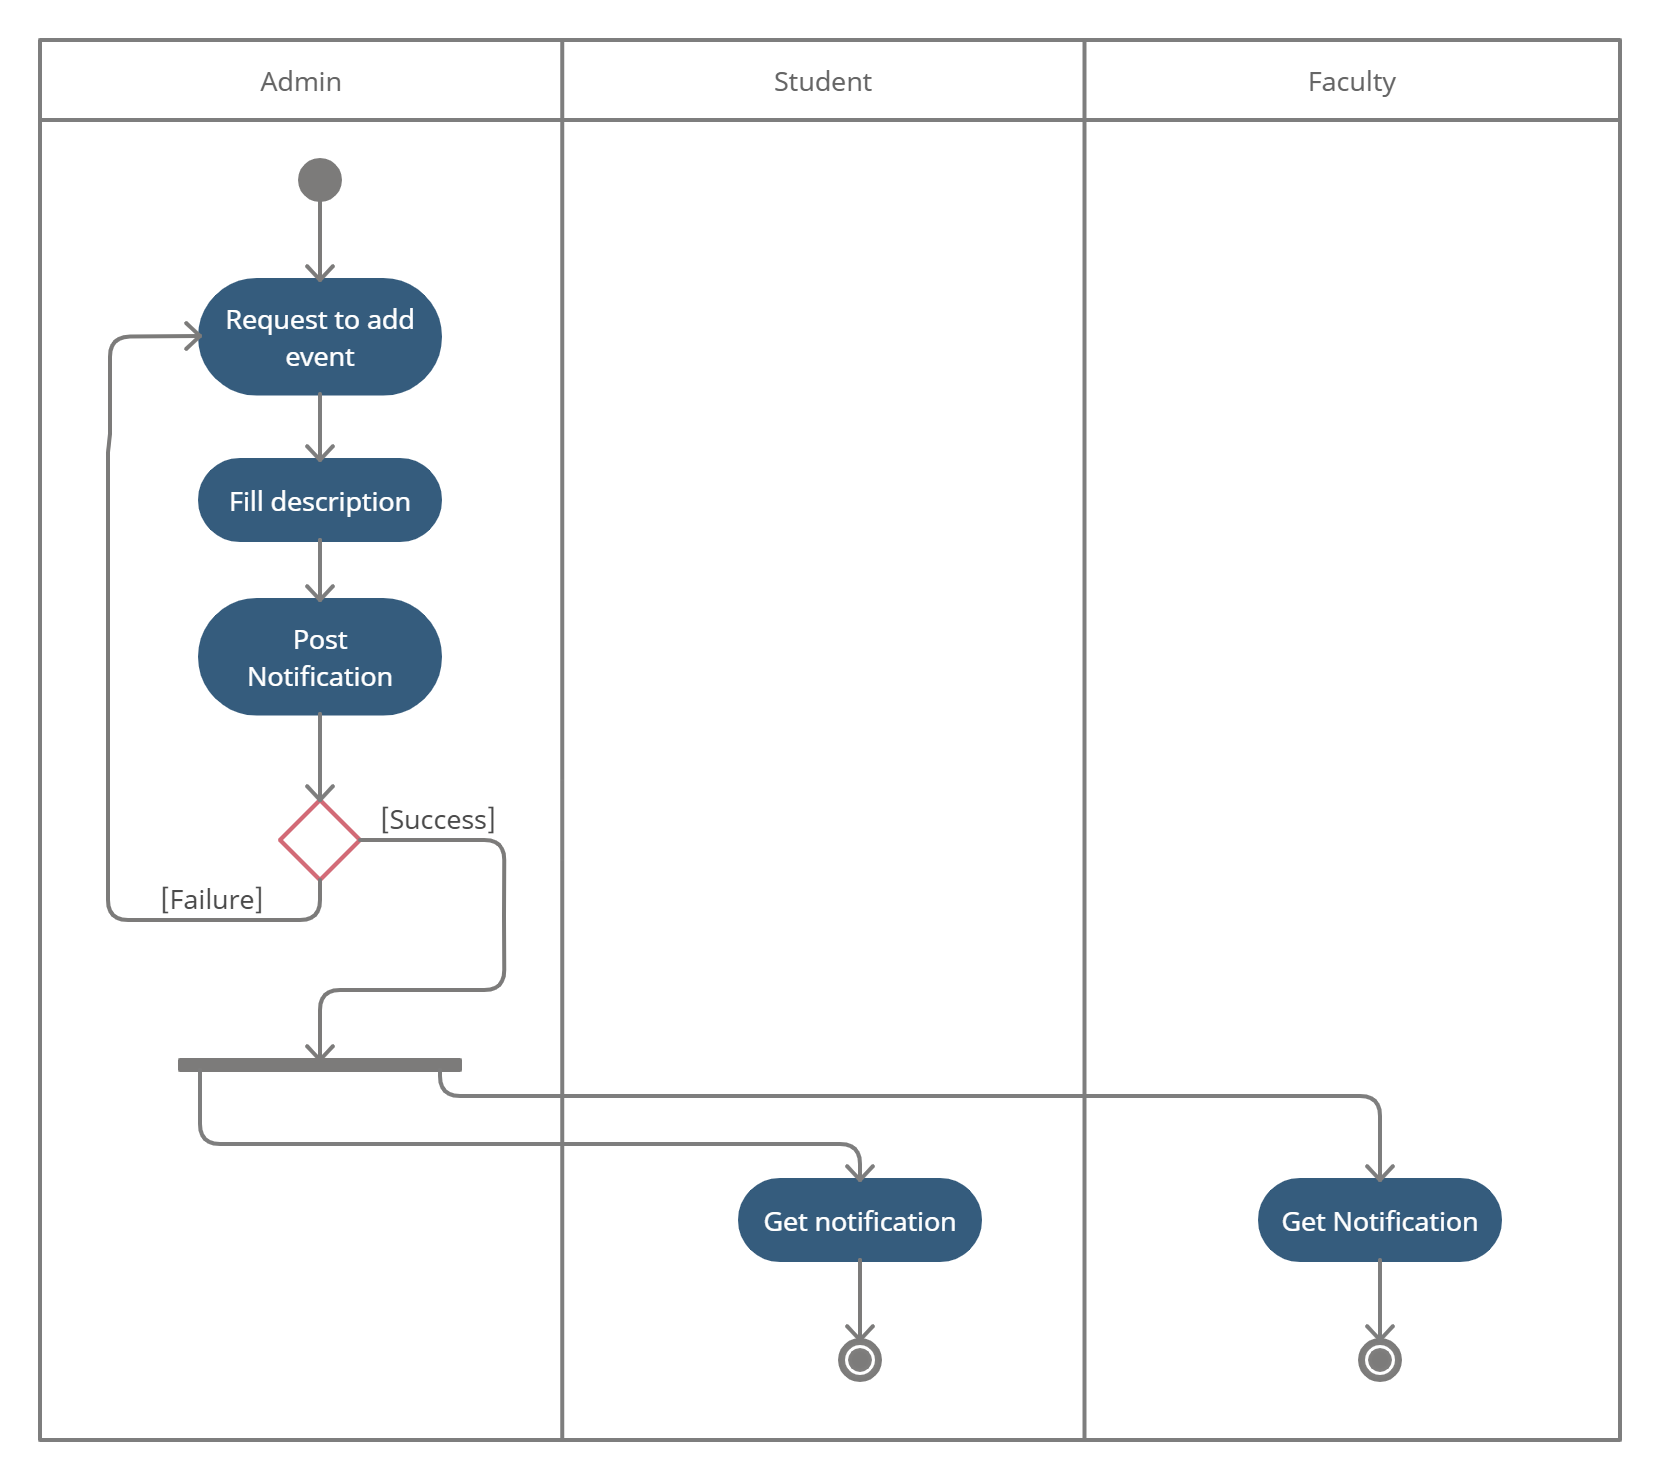 Admin
Student
Faculty
Request to add
event
Fill description
Post
Notification
[Success]
[Failure]
Get notification
Get Notification